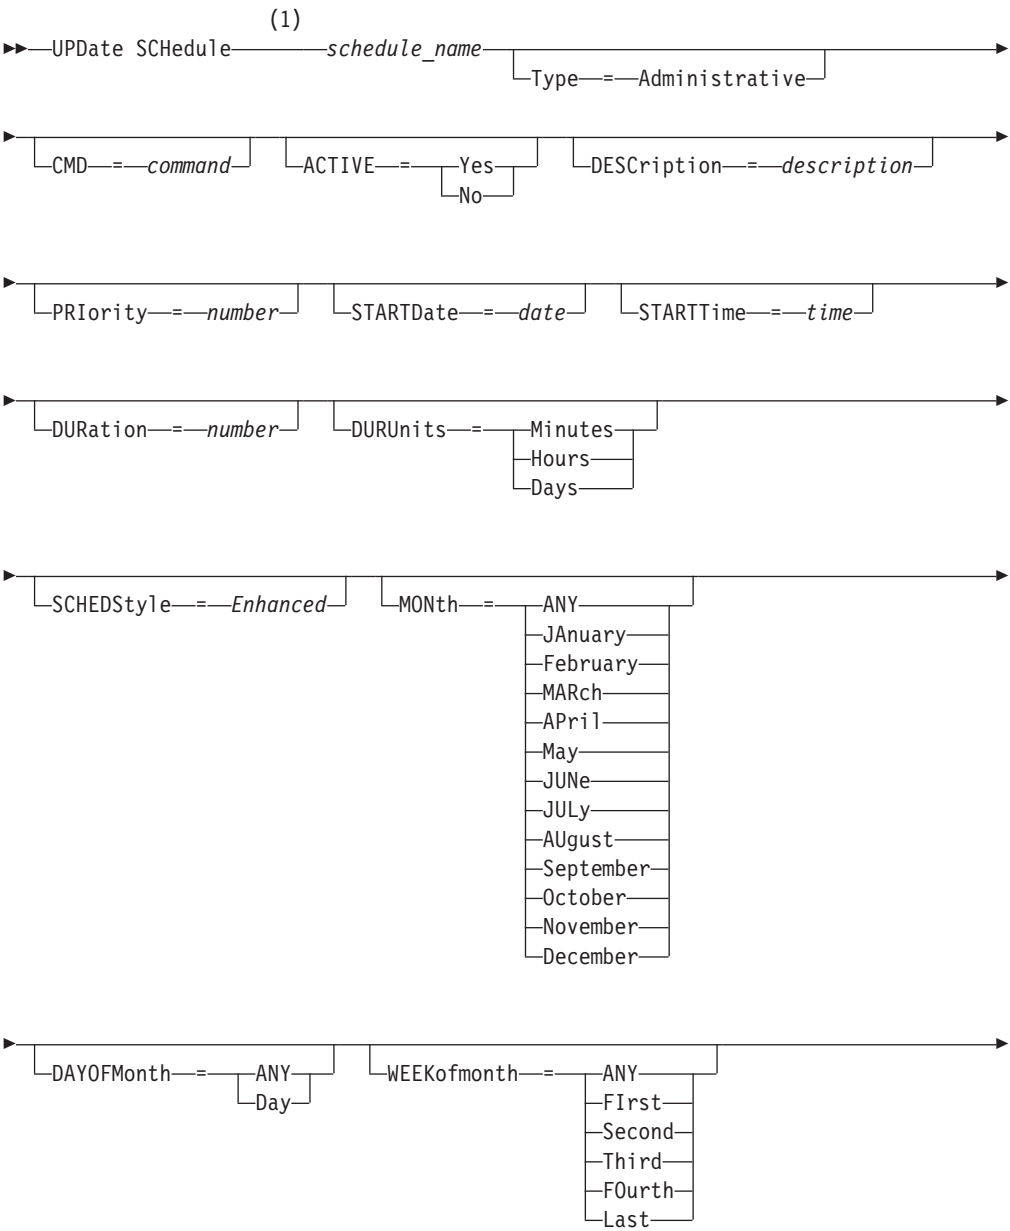 (1)
UPDate SCHedule schedule_name
Type = Administrative
CMD = command ACTIVE = Yes DESCription = description
No
PRIority = number STARTDate = date STARTTime = time
DURation = number DURUnits = Minutes
Hours
Days
SCHEDStyle = Enhanced MONth = ANY
JAnuary
February
MARch
APril
May
JUNe
JULy
AUgust
September
October
November
December
DAYOFMonth = ANY WEEKofmonth = ANY
Day FIrst
Second
Third
FOurth
Last